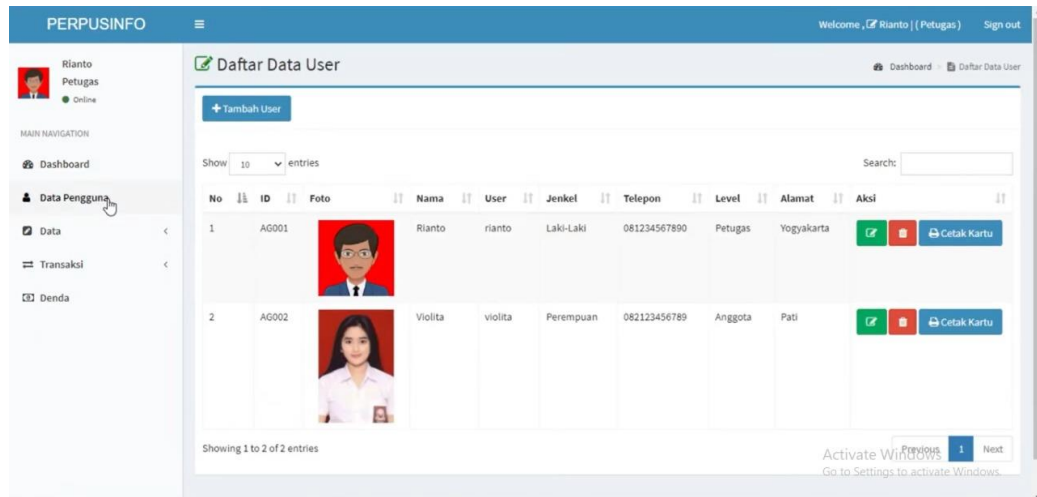 PERPUSINFO
Welcome , Rianto | ( Petugas ) Sign out
Rianto
Petugas
Online
MAIN NAVIGATION
Dashboard
Data Pengguna
Data
Transaksi
Denda
Daftar Data User
Dashboard Daftar Data User
Tambah User
Show 10 entries Search:
No ID Foto Nama User Jenkel Telepon Level Alamat Aksi
1 AG001 Rianto rianto Laki-Laki 081234567890 Petugas Yogyakarta Cetak Kartu
2 AG002 Violita violita Perempuan 082123456789 Anggota Pati Cetak Kartu
Showing 1 to 2 of 2 entries
Previous 1 Next
Activate Windows
Go to Settings to activate Windows.